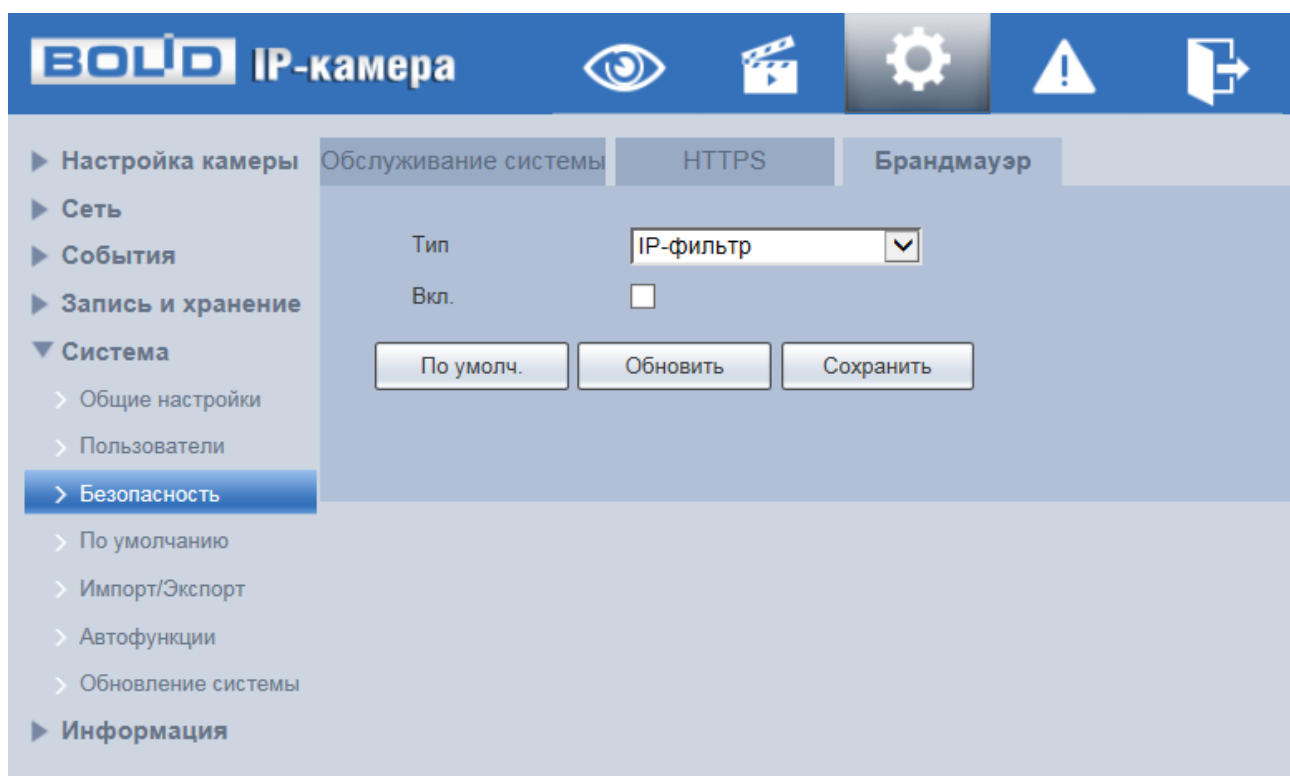 BOLID IP-камера
Настройка камеры
Сеть
События
Запись и хранение
Система
Общие настройки
Пользователи
Безопасность
По умолчанию
Импорт/Экспорт
Автофункции
Обновление системы
Информация
Обслуживание системы HTTPS Брандмауэр
Тип IP-фильтр
Вкл.
По умолч. Обновить Сохранить